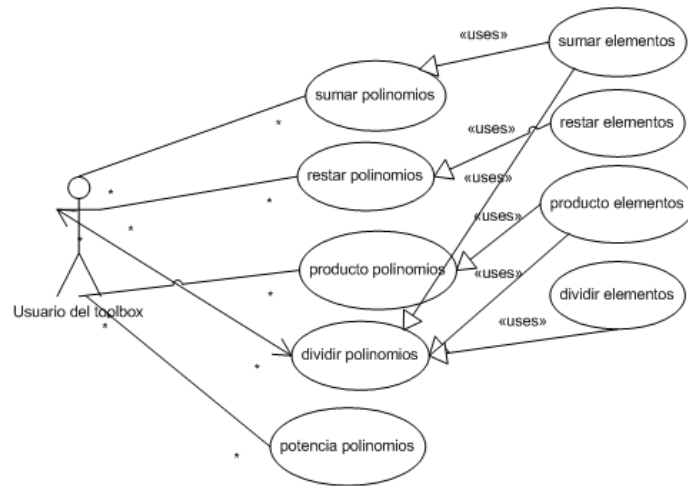 «uses»
sumar elementos
sumar polinomios
*
«uses»
restar elementos
restar polinomios
«uses»
*
*
producto elementos
*
«uses»
*
producto polinomios
«uses»
dividir elementos
*
Usuario del toolbox
*
«uses»
dividir polinomios
*
potencia polinomios
*